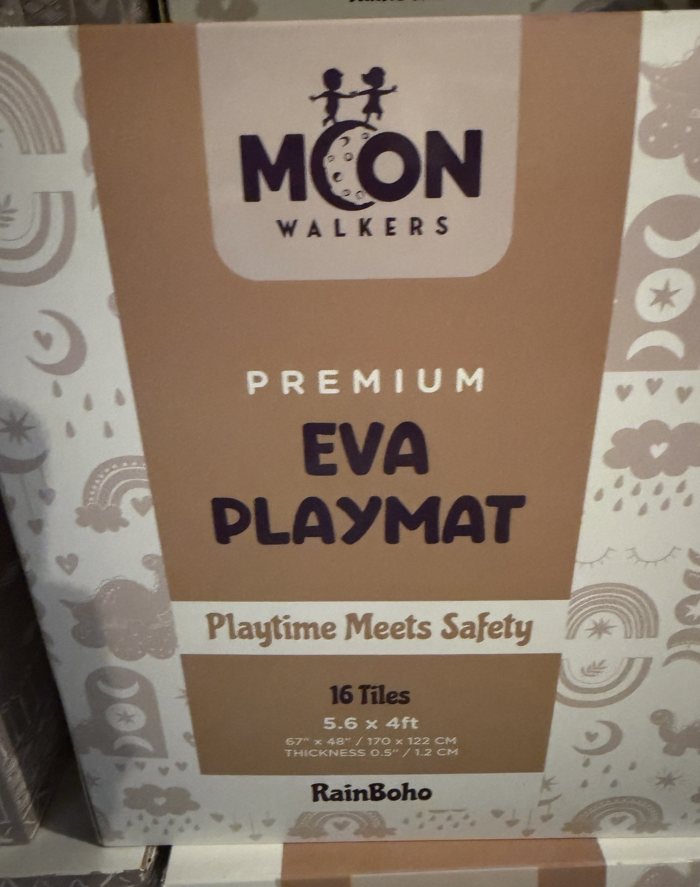 MOON
WALKERS
PREMIUM
EVA
PLAYMAT
Playtime Meets Safety
16 Tiles
5.6 x 4ft
67" x 48" / 170 x 122 CM
THICKNESS 0.5" / 1.2 CM
RainBoho